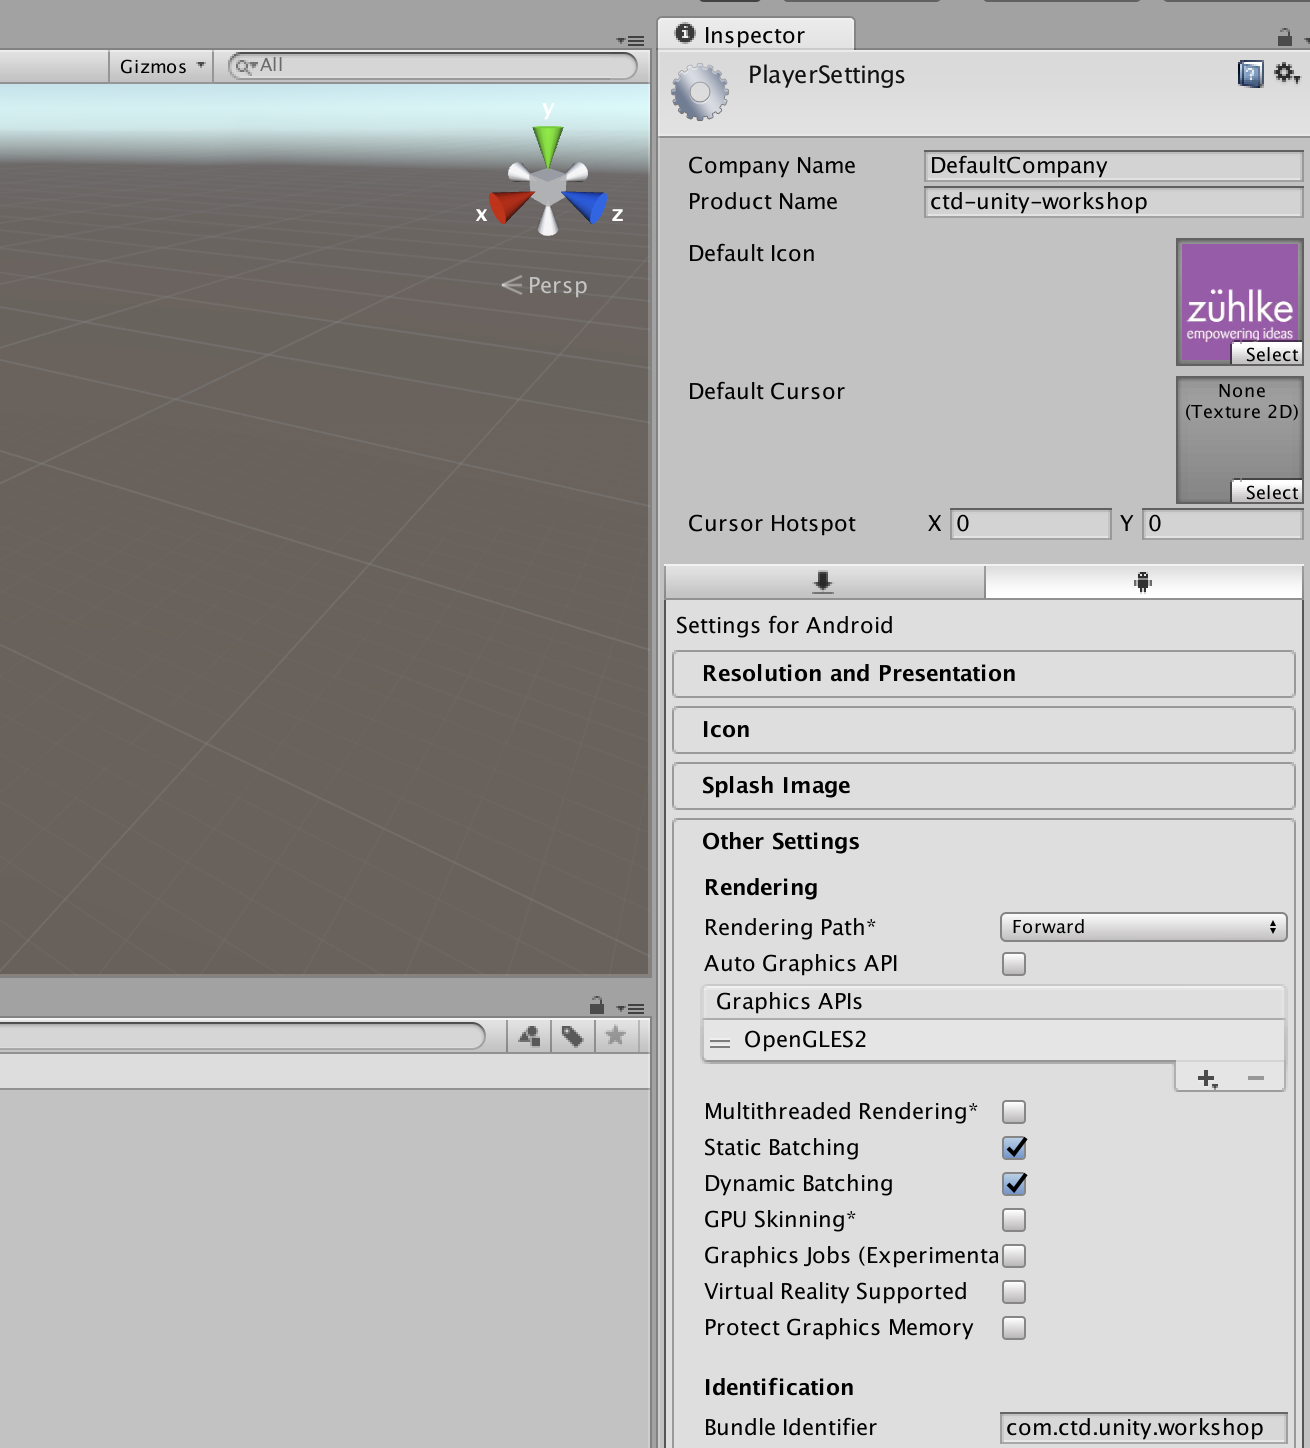 Inspector
Gizmos
All
PlayerSettings
y
x
z
Persp
Company Name DefaultCompany
Product Name ctd-unity-workshop
Default Icon
zühlke
empowering ideas
Select
Default Cursor
None
(Texture 2D)
Select
Cursor Hotspot X 0 Y 0
Settings for Android
Resolution and Presentation
Icon
Splash Image
Other Settings
Rendering
Rendering Path* Forward
Auto Graphics API
Graphics APIs
OpenGLES2
Multithreaded Rendering*
Static Batching
Dynamic Batching
GPU Skinning*
Graphics Jobs (Experimenta
Virtual Reality Supported
Protect Graphics Memory
Identification
Bundle Identifier com.ctd.unity.workshop